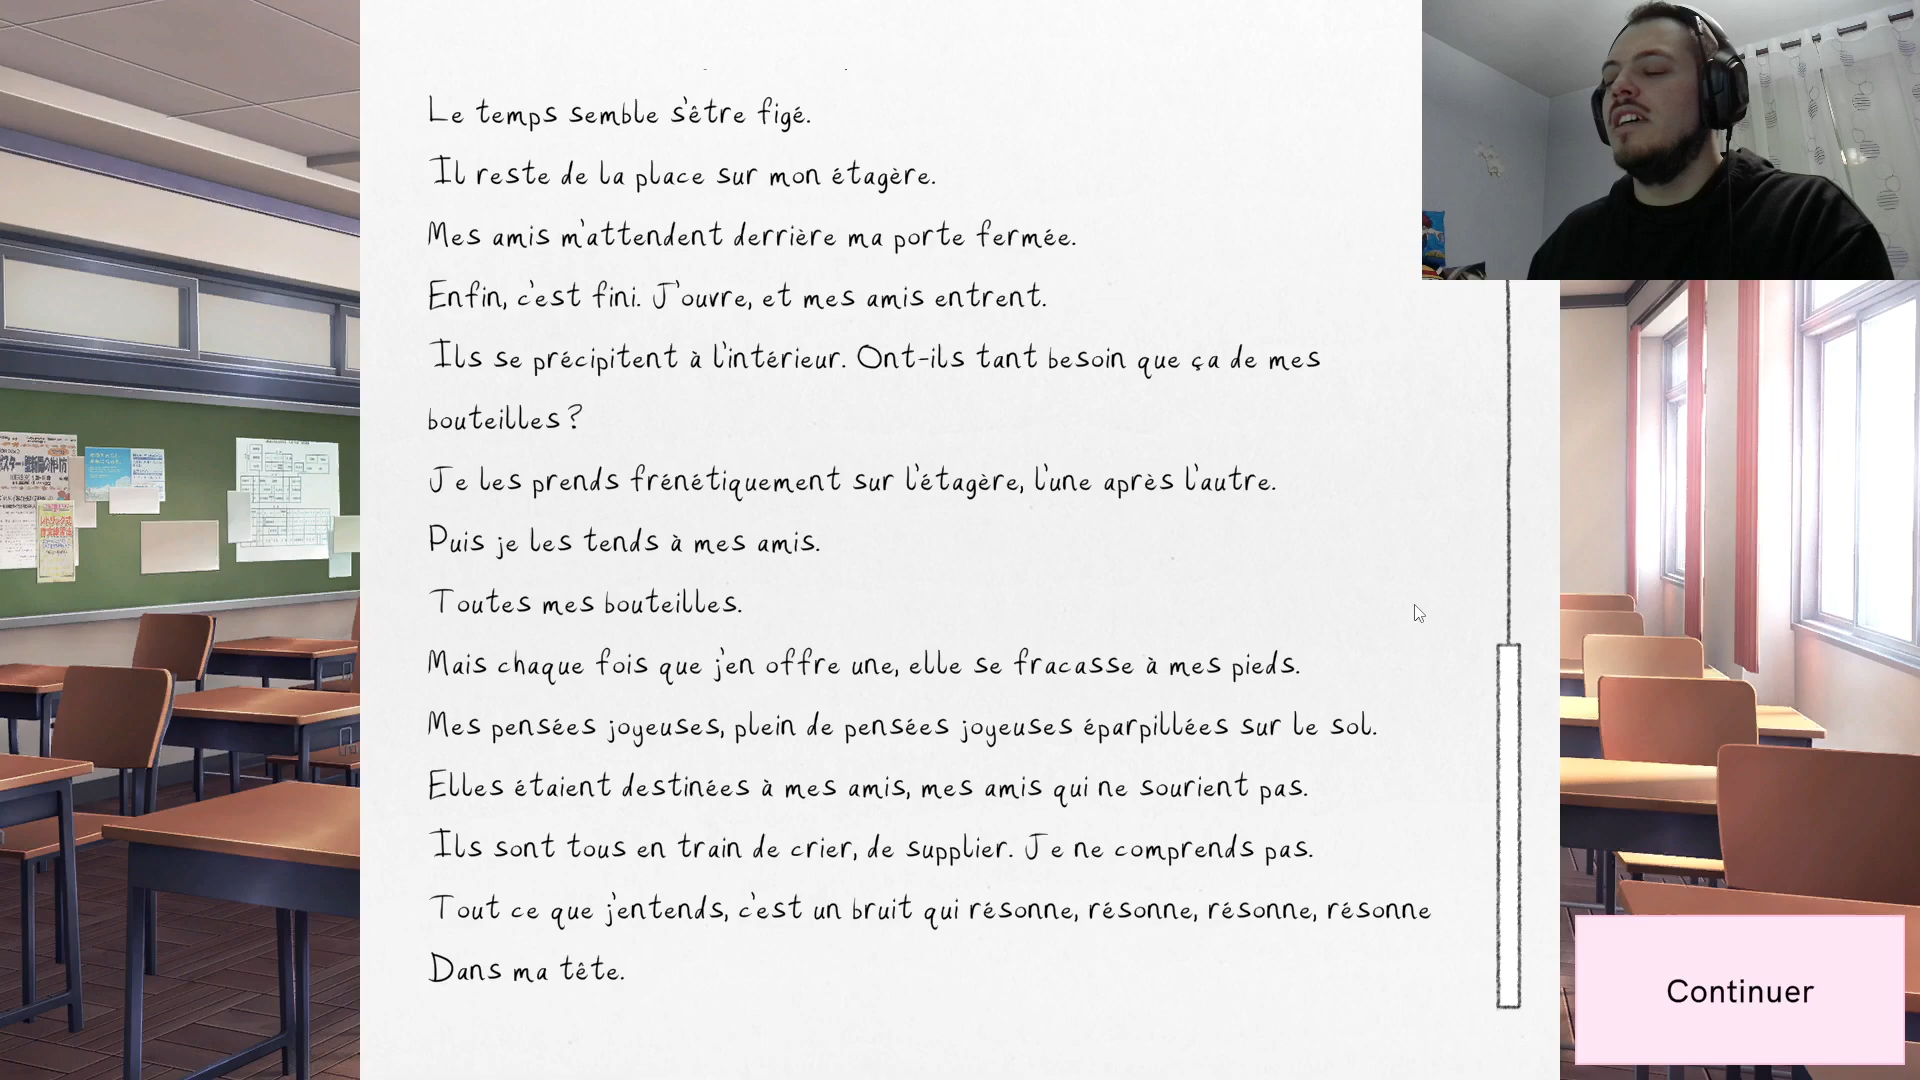 Le temps semble s'être figé.
Il reste de la place sur mon étagère.
Mes amis m'attendent derrière ma porte fermée.
Enfin, c'est fini. J'ouvre, et mes amis entrent.
Ils se précipitent à l'intérieur. Ont-ils tant besoin que ça de mes
bouteilles ?
Je les prends frénétiquement sur l'étagère, l'une après l'autre.
Puis je les tends à mes amis.
Toutes mes bouteilles.
Mais chaque fois que j'en offre une, elle se fracasse à mes pieds.
Mes pensées joyeuses, plein de pensées joyeuses éparpillées sur le sol.
Elles étaient destinées à mes amis, mes amis qui ne sourient pas.
Ils sont tous en train de crier, de supplier. Je ne comprends pas.
Tout ce que j'entends, c'est un bruit qui résonne, résonne, résonne, résonne
Dans ma tête.
Continuer